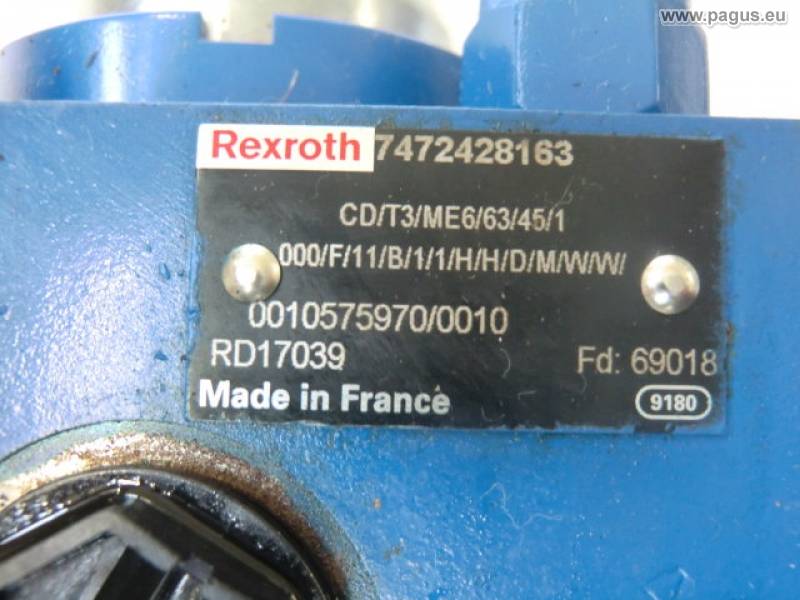 www.pagus.eu
Rexroth 7472428163
CD/T3/ME6/63/45/1
000/F/11/B/1/1/H/H/D/M/W/W/
0010575970/0010
RD17039 Fd: 69018
Made in France 9180